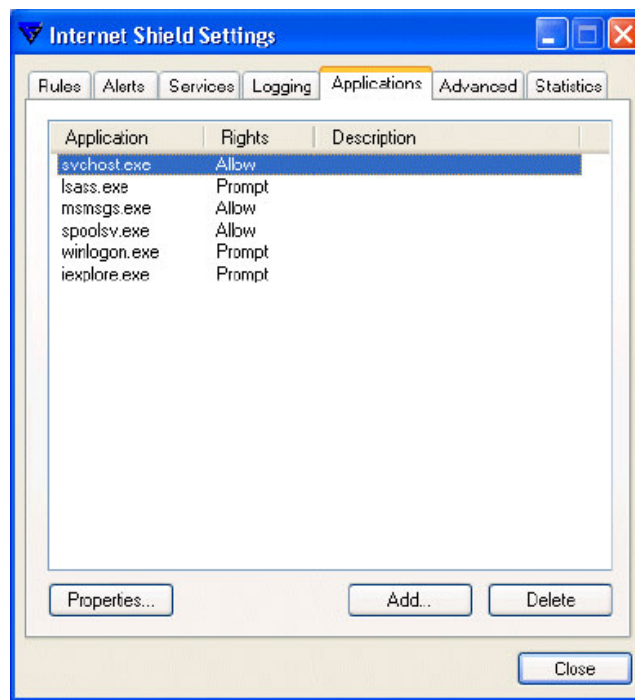 Internet Shield Settings
Rules Alerts Services Logging Applications Advanced Statistics
Application Rights Description
svchost.exe Allow
lsass.exe Prompt
msmsgs.exe Allow
spoolsv.exe Allow
winlogon.exe Prompt
iexplore.exe Prompt
Properties... Add... Delete
Close